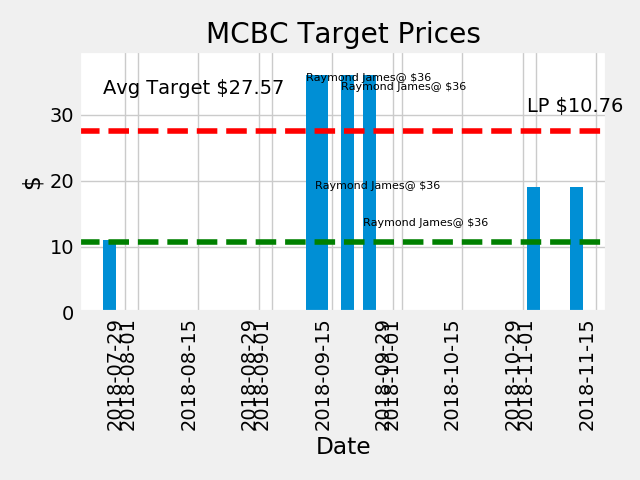 MCBC Target Prices
Raymond James@ $36
Raymond James@ $36
Avg Target $27.57
LP $10.76
Raymond James@ $36
Raymond James@ $36
$
30
20
10
0
2018-07-29
2018-08-01
2018-08-15
2018-08-29
2018-09-01
2018-09-15
2018-09-29
2018-10-01
2018-10-15
2018-10-29
2018-11-01
2018-11-15
Date